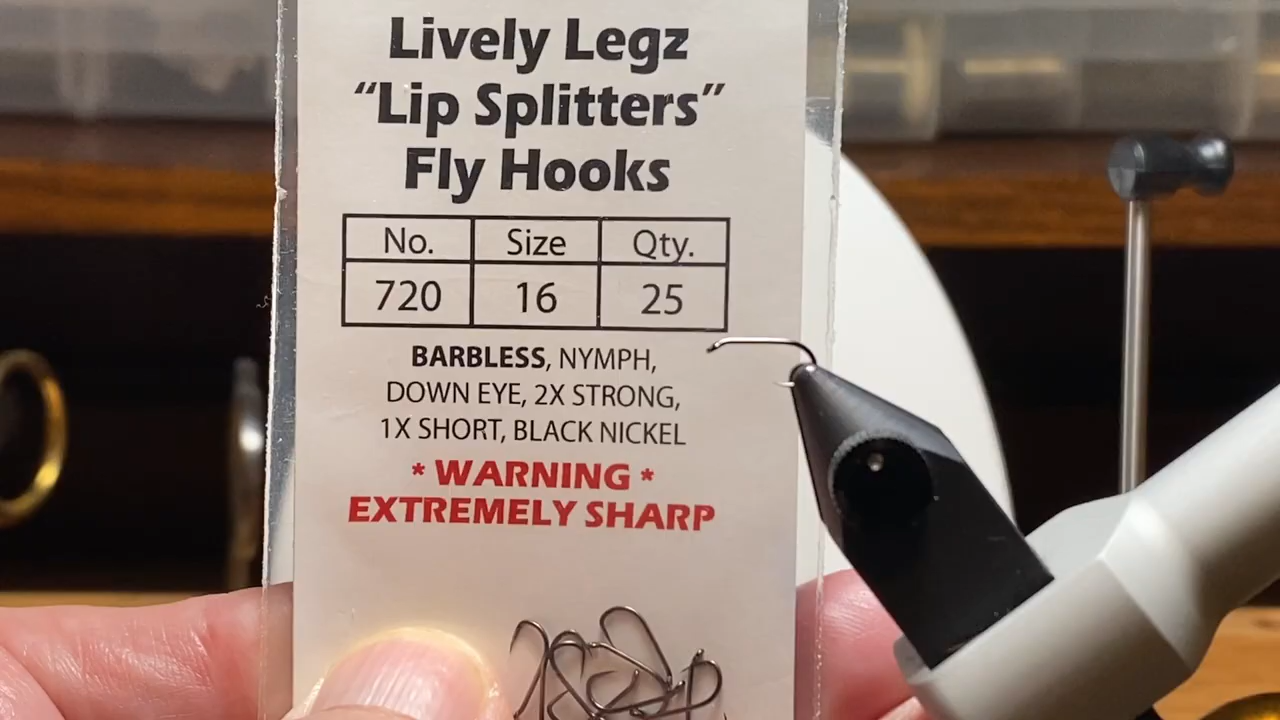 Lively Legz
“Lip Splitters”
Fly Hooks
No. Size Qty.
720 16 25
BARBLESS, NYMPH,
DOWN EYE, 2X STRONG,
1X SHORT, BLACK NICKEL
* WARNING *
EXTREMELY SHARP